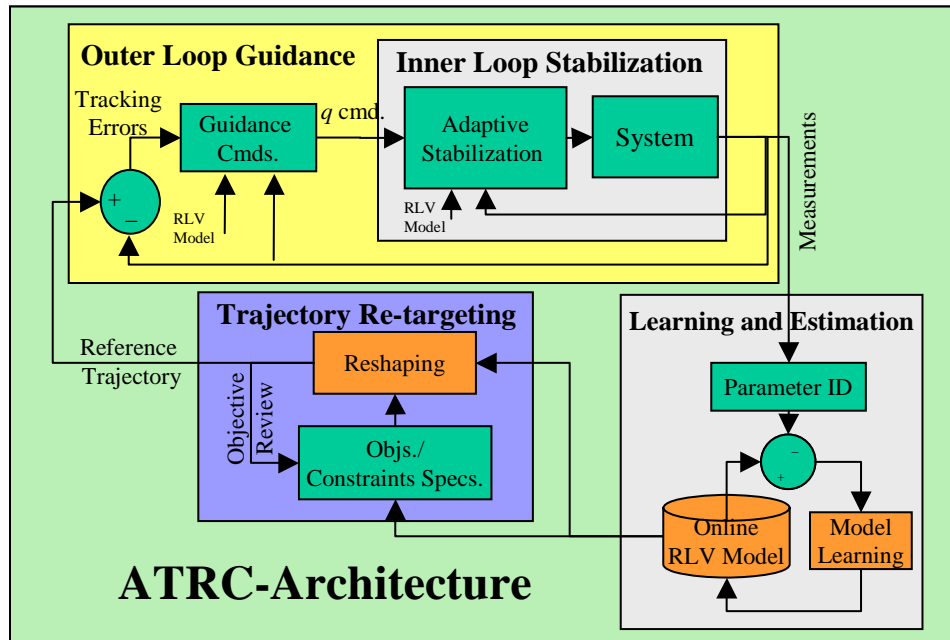 Outer Loop Guidance
Inner Loop Stabilization
Tracking
Errors
q cmd.
Guidance
Cmds.
Adaptive
Stabilization
System
+
−
RLV
Model
RLV
Model
Measurements
Trajectory Re-targeting
Learning and Estimation
Reference
Trajectory
Reshaping
Objective
Review
Objs./
Constraints Specs.
Parameter ID
−
+
Online
RLV Model
Model
Learning
ATRC-Architecture